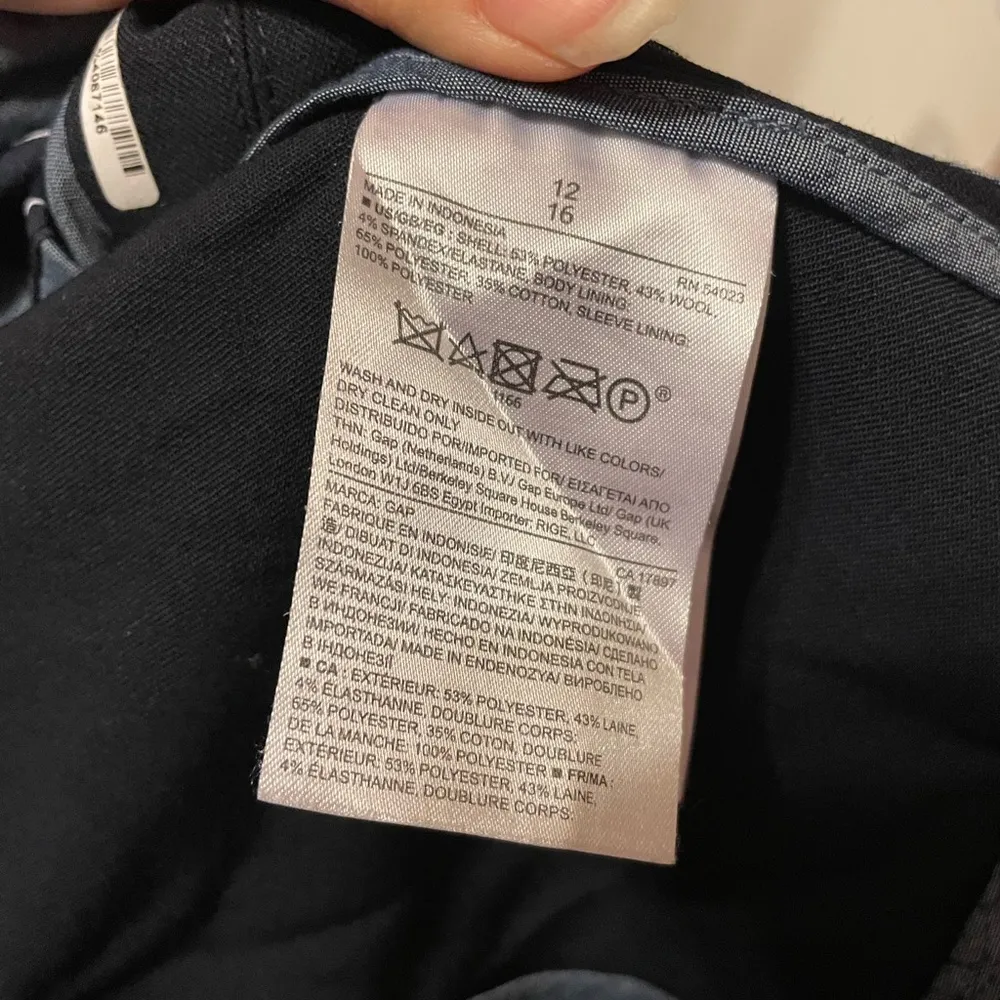 4087146
12
16
MADE IN INDONESIA
RN 54023
■ US/GB/EG : SHELL: 53% POLYESTER, 43% WOOL,
4% SPANDEX/ELASTANE, BODY LINING:
65% POLYESTER, 35% COTTON, SLEEVE LINING:
100% POLYESTER
P ®
1166
WASH AND DRY INSIDE OUT WITH LIKE COLORS/
DRY CLEAN ONLY
DISTRIBUIDO POR/IMPORTED FOR/ ΕΙΣΑΓΕΤΑΙ ΑΠΟ
THN: Gap (Netherlands) B.V./ Gap Europe Ltd/ Gap (UK
Holdings) Ltd/Berkeley Square House Berkeley Square,
London W1J 6BS Egypt Importer: RIGE, LLC
CA 17897
MARCA: GAP
FABRIQUE EN INDONISIE/ 印度尼西亞 ( 印尼 ) 製
造/ DIBUAT DI INDONESIA/ ZEMLJA PROIZVODNJE
INDONEZIJA/ ΚΑΤΑΣΚΕΥΑΣΤΗΚΕ ΣΤΗΝ ΙΝΔΟΝΗΣΙΑ/
SZÁRMAZÁSI HELY: INDONÉZIA/ WYPRODUKOWANO
WE FRANCJI/ FABRICADO NA INDONÉSIA/ СДЕЛАНО
В ИНДОНЕЗИИ/ HECHO EN INDONESIA CON TELA
IMPORTADA/ MADE IN ENDENOZYA/ ВИРОБЛЕНО
В ІНДОНЕЗІЇ
■ CA : EXTÉRIEUR: 53% POLYESTER, 43% LAINE,
4% ÉLASTHANNE, DOUBLURE CORPS:
65% POLYESTER, 35% COTON, DOUBLURE
DE LA MANCHE: 100% POLYESTER ■ FR/MA :
EXTÉRIEUR: 53% POLYESTER, 43% LAINE,
4% ÉLASTHANNE, DOUBLURE CORPS: